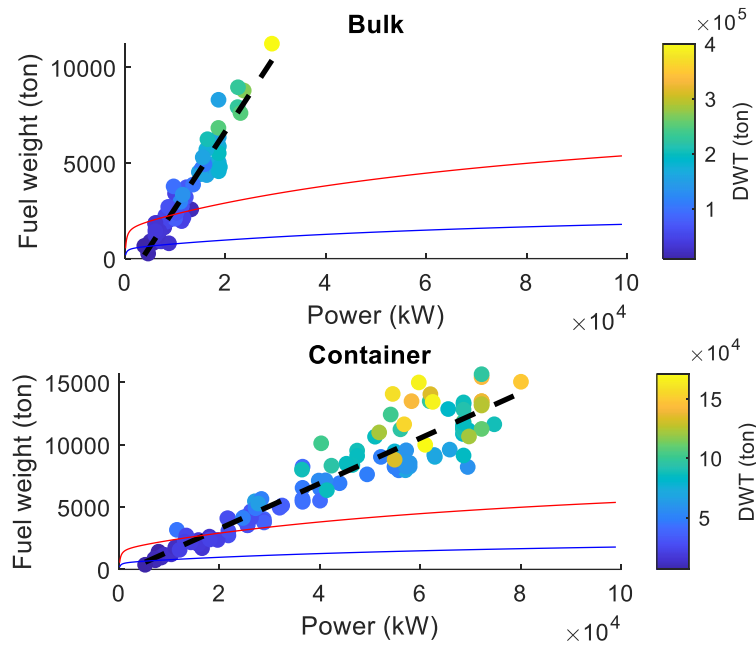 Bulk
×10^5
Fuel weight (ton)
10000
5000
0
0 2 4 6 8 10
Power (kW)
×10^4
4
3
2
1
DWT (ton)
Container
×10^4
Fuel weight (ton)
15000
10000
5000
0
0 2 4 6 8 10
Power (kW)
×10^4
15
10
5
DWT (ton)